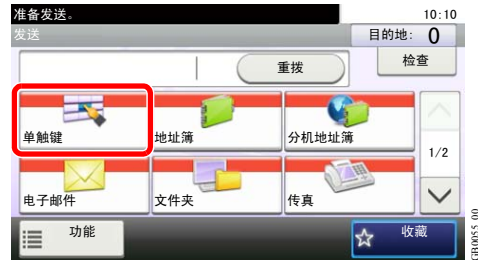 准备发送。 10:10
发送 目的地: 0
重拨 检查
单触键 地址簿 分机地址簿
1/2
电子邮件 文件夹 传真
功能 收藏
GB0055_00